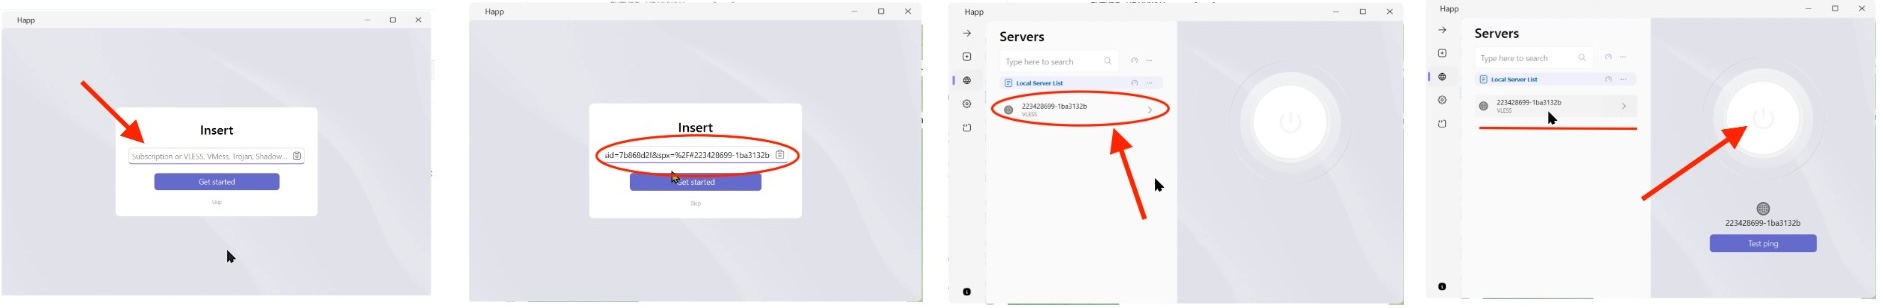 Happ
Insert
Subscription or VLESS, VMess, Trojan, Shadow...
Get started
Skip
Happ
Insert
sid=7b868d2f&spx=%2F#223428699-1ba3132b
Get started
Skip
Happ
Servers
Type here to search
Local Server List
223428699-1ba3132b
VLESS
Happ
Servers
Type here to search
Local Server List
223428699-1ba3132b
VLESS
223428699-1ba3132b
Test ping